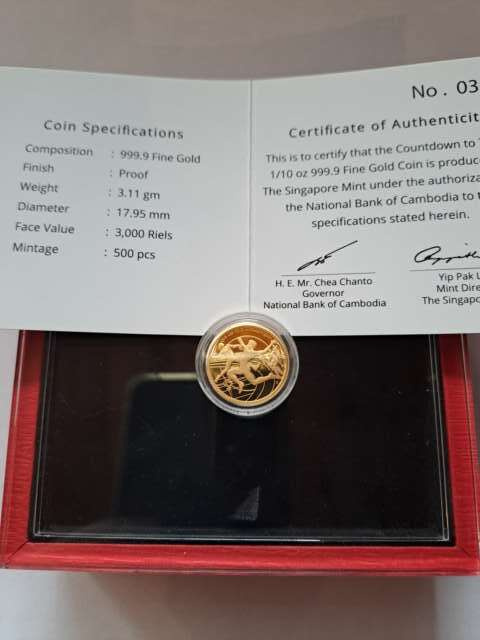 No. 03
Coin Specifications
Composition : 999.9 Fine Gold
Finish : Proof
Weight : 3.11 gm
Diameter : 17.95 mm
Face Value : 3,000 Riels
Mintage : 500 pcs
Certificate of Authenticit
This is to certify that the Countdown to
1/10 oz 999.9 Fine Gold Coin is produce
The Singapore Mint under the authoriza
the National Bank of Cambodia to t
specifications stated herein.
H. E. Mr. Chea Chanto
Governor
National Bank of Cambodia
Yip Pak L
Mint Dire
The Singapo